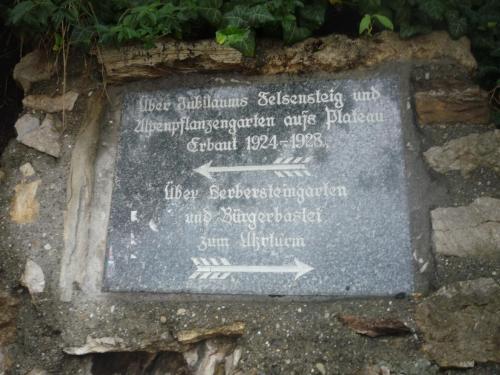 Über Jubiläums Felsensteig und
Alpenpflanzengarten aufs Plateau
Erbaut 1924-1928.
Über Herbersteingarten
und Bürgerbastei
zum Uhrturm